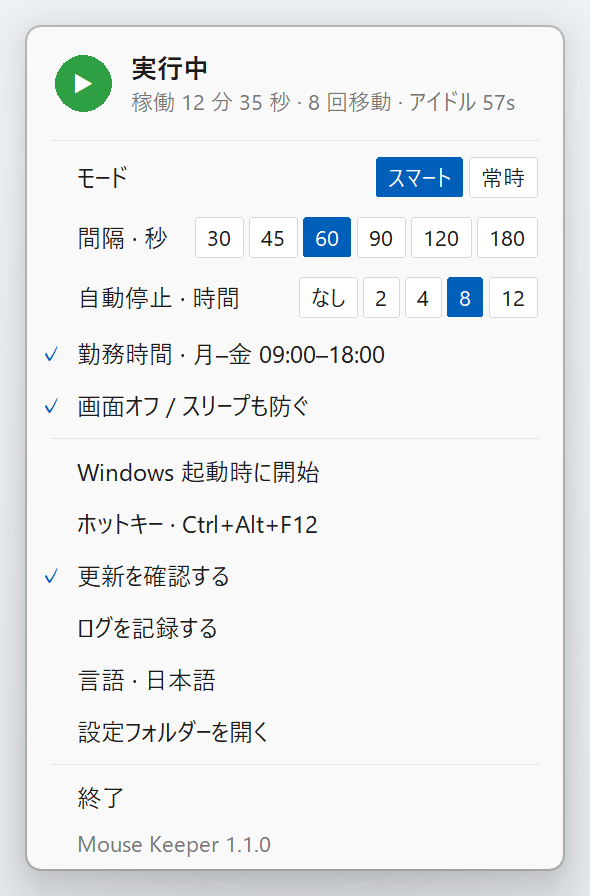 実行中
稼働 12 分 35 秒 · 8 回移動 · アイドル 57s
モード スマート 常時
間隔 · 秒 30 45 60 90 120 180
自動停止 · 時間 なし 2 4 8 12
✓ 勤務時間 · 月–金 09:00–18:00
✓ 画面オフ / スリープも防ぐ
Windows 起動時に開始
ホットキー · Ctrl+Alt+F12
✓ 更新を確認する
ログを記録する
言語 · 日本語
設定フォルダーを開く
終了
Mouse Keeper 1.1.0